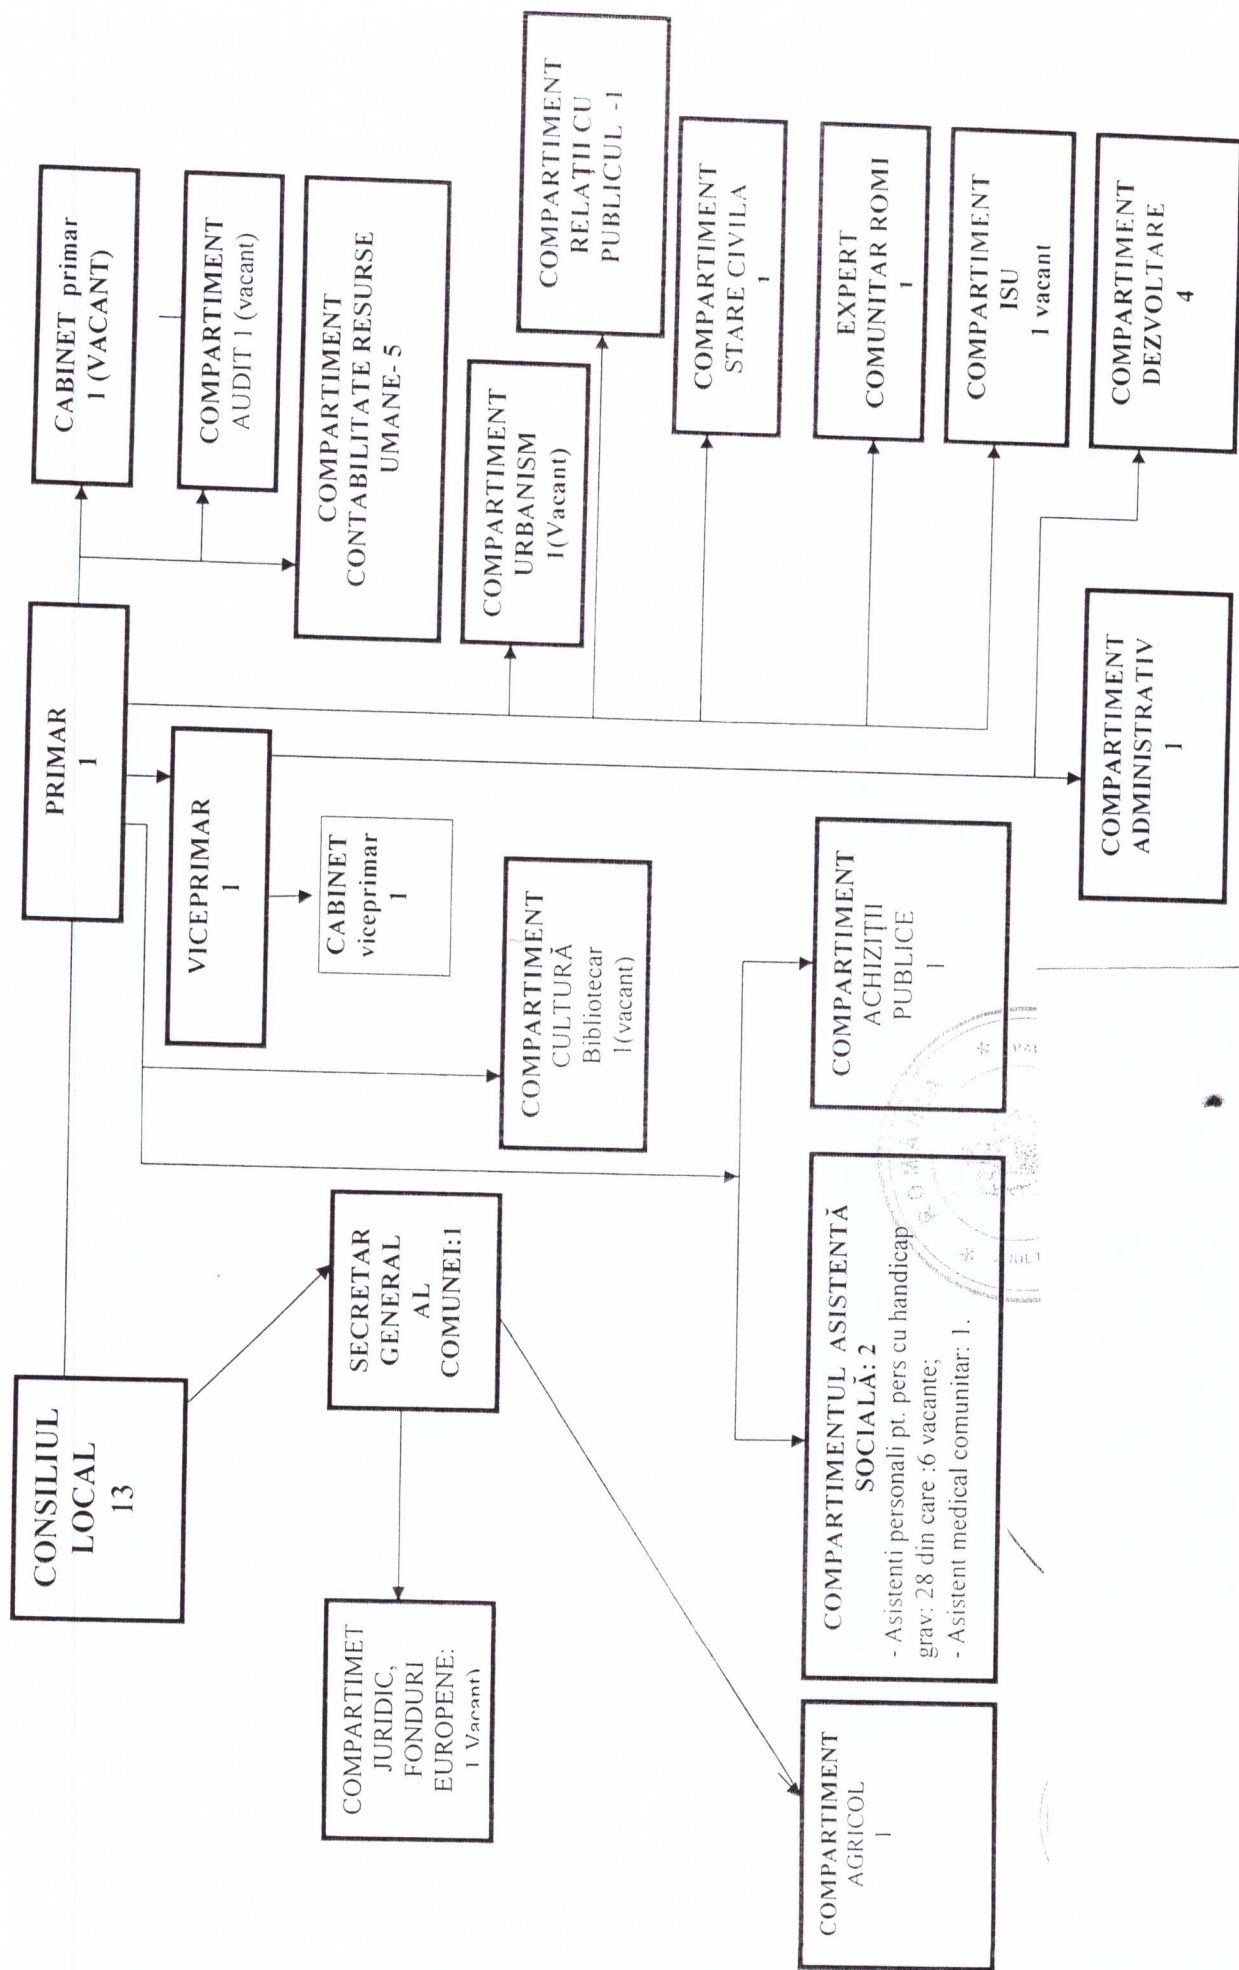 CONSILIUL
LOCAL
13
PRIMAR
1
CABINET primar
1 (VACANT)
COMPARTIMENT
AUDIT 1 (vacant)
COMPARTIMENT
CONTABILITATE RESURSE
UMANE- 5
VICEPRIMAR
1
CABINET
viceprimar
1
SECRETAR
GENERAL
AL
COMUNEI:1
COMPARTIMET
JURIDIC,
FONDURI
EUROPENE:
1 Vacant)
COMPARTIMENT
CULTURĂ
Bibliotecar
1(vacant)
COMPARTIMENT
URBANISM
1(Vacant)
COMPARTIMENT
RELAȚII CU
PUBLICUL -1
COMPARTIMENT
STARE CIVILA
1
EXPERT
COMUNITAR ROMI
1
COMPARTIMENT
ISU
1 vacant
COMPARTIMENT
DEZVOLTARE
4
COMPARTIMENT
ADMINISTRATIV
1
COMPARTIMENT
ACHIZIȚII
PUBLICE
1
COMPARTIMENTUL ASISTENTĂ
SOCIALĂ: 2
- Asistenti personali pt. pers cu handicap
grav: 28 din care :6 vacante;
- Asistent medical comunitar: 1.
COMPARTIMENT
AGRICOL
1